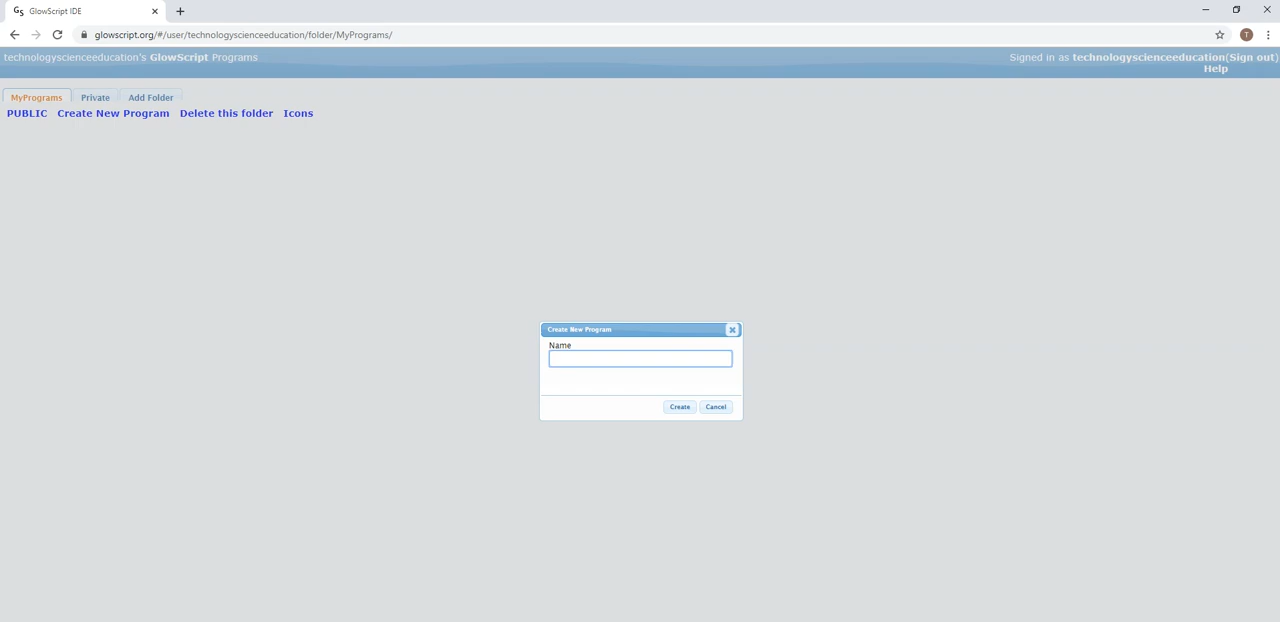 GS GlowScript IDE
glowscript.org/#/user/technologyscienceeducation/folder/MyPrograms/
T
technologyscienceeducation's GlowScript Programs
Signed in as technologyscienceeducation(Sign out)
Help
MyPrograms Private Add Folder
PUBLIC Create New Program Delete this folder Icons
Create New Program
Name
Create Cancel